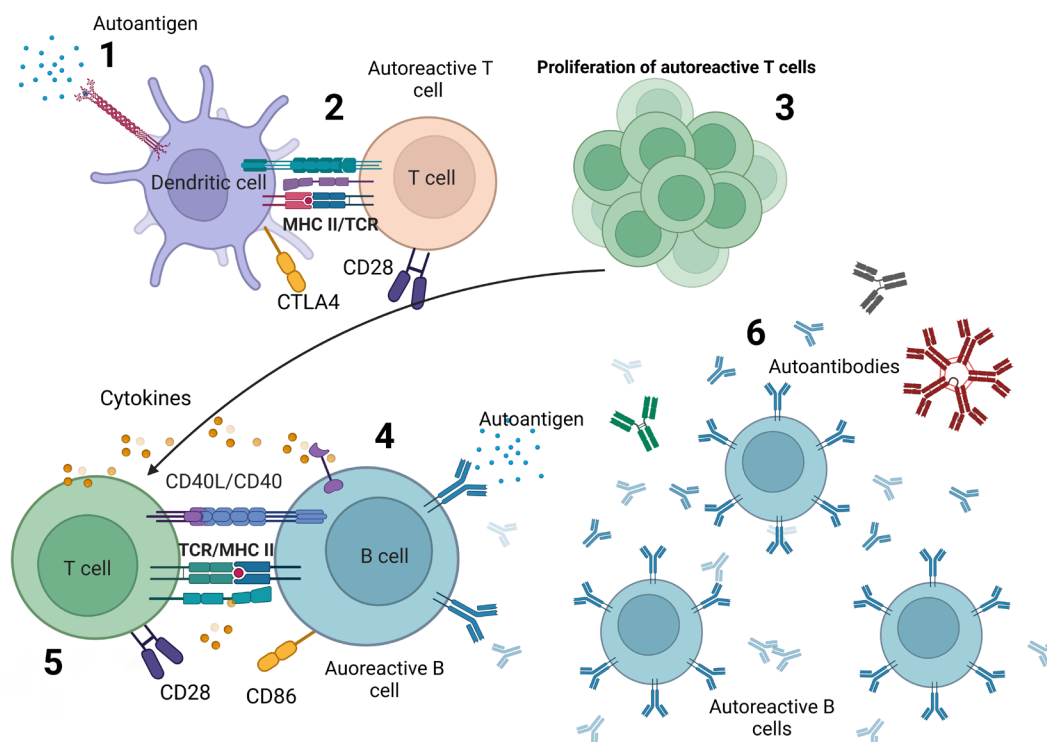 Autoantigen
1
2
Autoreactive T
cell
Proliferation of autoreactive T cells
3
Dendritic cell
T cell
MHC II/TCR
CD28
CTLA4
6
Autoantibodies
Cytokines
4
Autoantigen
CD40L/CD40
TCR/MHC II
T cell
B cell
5
CD28
CD86
Auoreactive B
cell
Autoreactive B
cells